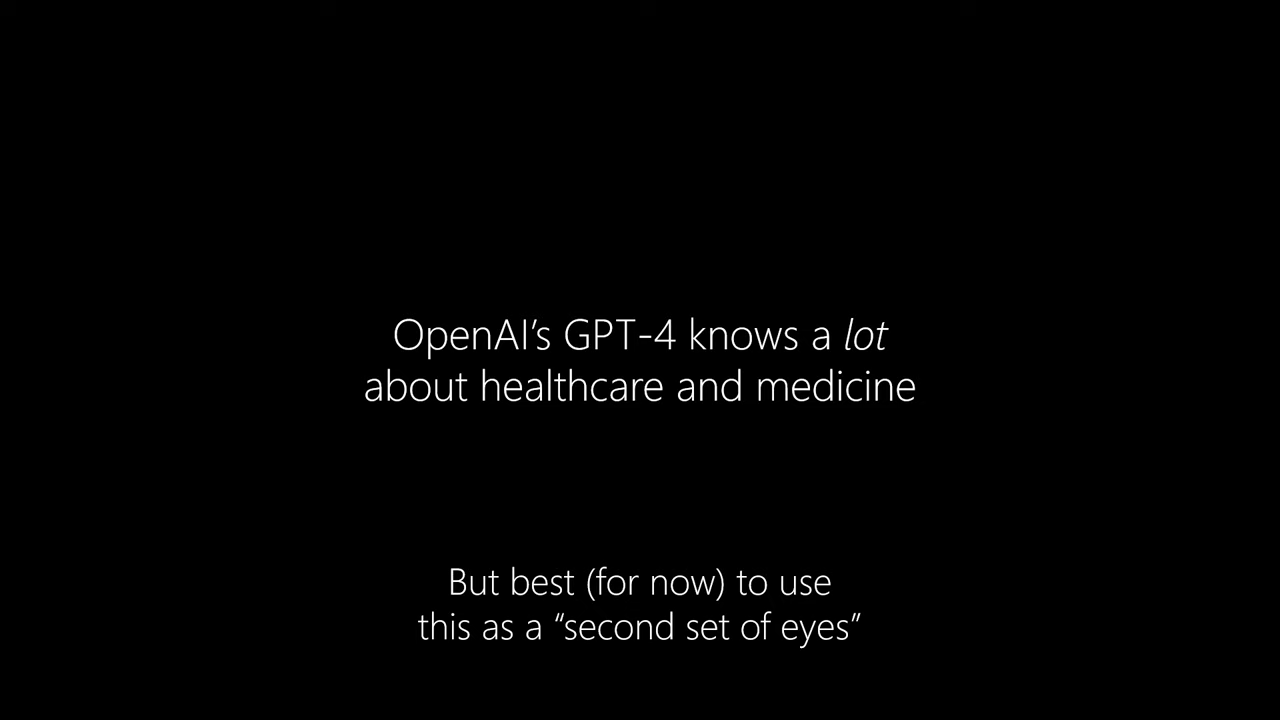 OpenAI’s GPT-4 knows a lot
about healthcare and medicine
But best (for now) to use
this as a “second set of eyes”